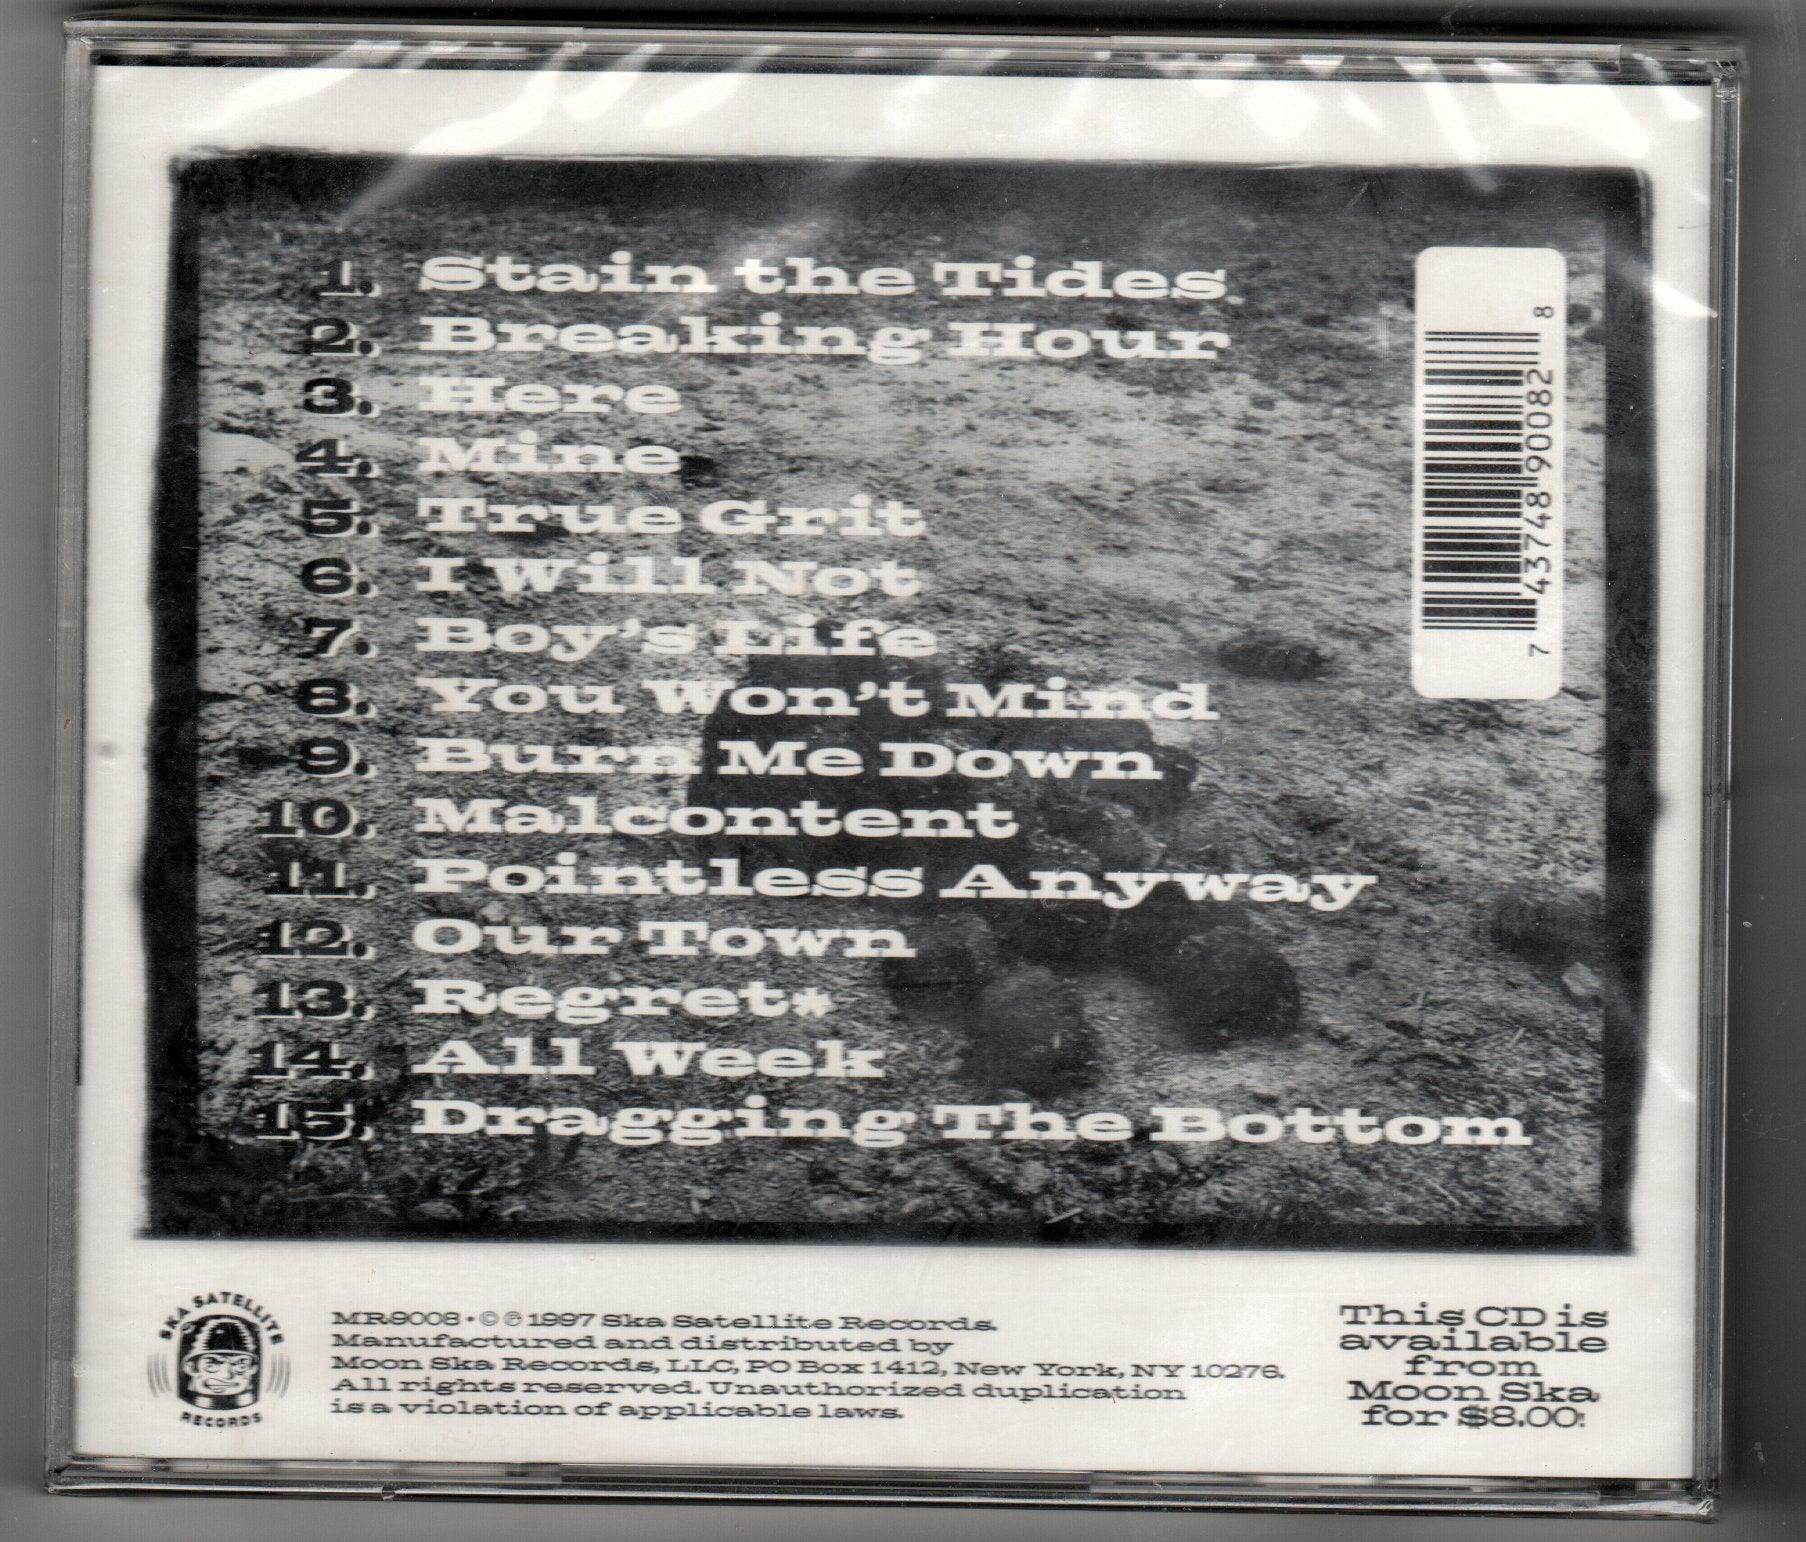 1. Stain the Tides
2. Breaking Hour
3. Here
4. Mine
5. True Grit
6. I Will Not
7. Boy's Life
8. You Won't Mind
9. Burn Me Down
10. Malcontent
11. Pointless Anyway
12. Our Town
13. Regret*
14. All Week
15. Dragging The Bottom
7 43748 90082 8
SKA SATELLITE
RECORDS
MR9008 • © ℗ 1997 Ska Satellite Records.
Manufactured and distributed by
Moon Ska Records, LLC, PO Box 1412, New York, NY 10276.
All rights reserved. Unauthorized duplication
is a violation of applicable laws.
This CD is
available
from
Moon Ska
for $8.00!